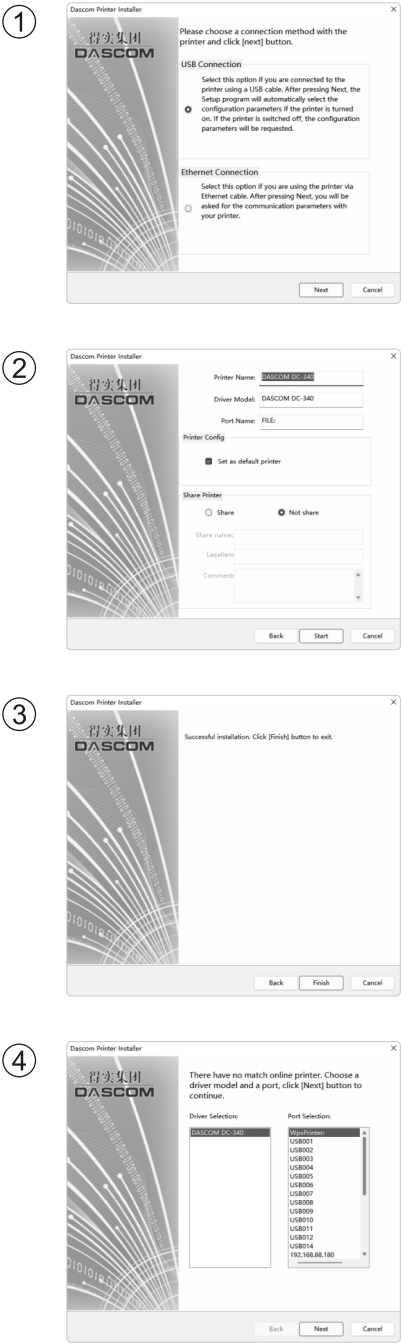 1
Dascom Printer Installer
得实集团
DASCOM
Please choose a connection method with the
printer and click [next] button.
USB Connection
Select this option if you are connected to the
printer using a USB cable. After pressing Next, the
Setup program will automatically select the
configuration parameters if the printer is turned
on. If the printer is switched off, the configuration
parameters will be requested.
Ethernet Connection
Select this option if you are using the printer via
Ethernet cable. After pressing Next, you will be
asked for the communication parameters with
your printer.
Next Cancel
2
Dascom Printer Installer
得实集团
DASCOM
Printer Name: DASCOM DC-340
Driver Model: DASCOM DC-340
Port Name: FILE:
Printer Config
Set as default printer
Share Printer
Share Not share
Share name:
Location:
Comment:
Back Start Cancel
3
Dascom Printer Installer
得实集团
DASCOM
Successful installation. Click [Finish] button to exit.
Back Finish Cancel
4
Dascom Printer Installer
得实集团
DASCOM
There have no match online printer. Choose a
driver model and a port, click [Next] button to
continue.
Driver Selection: Port Selection:
DASCOM DC-340 WpsPrinter:
USB001
USB002
USB003
USB004
USB005
USB006
USB007
USB008
USB009
USB010
USB011
USB012
USB014
192.168.88.180
Back Next Cancel